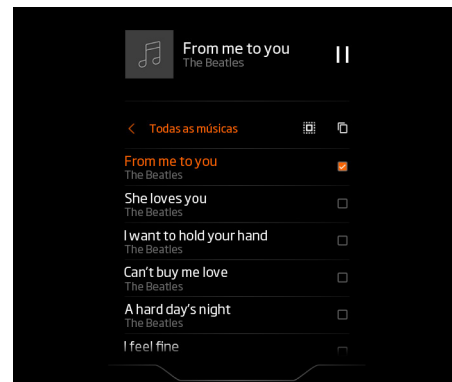 From me to you
The Beatles
Todas as músicas
From me to you
The Beatles
She loves you
The Beatles
I want to hold your hand
The Beatles
Can't buy me love
The Beatles
A hard day's night
The Beatles
I feel fine